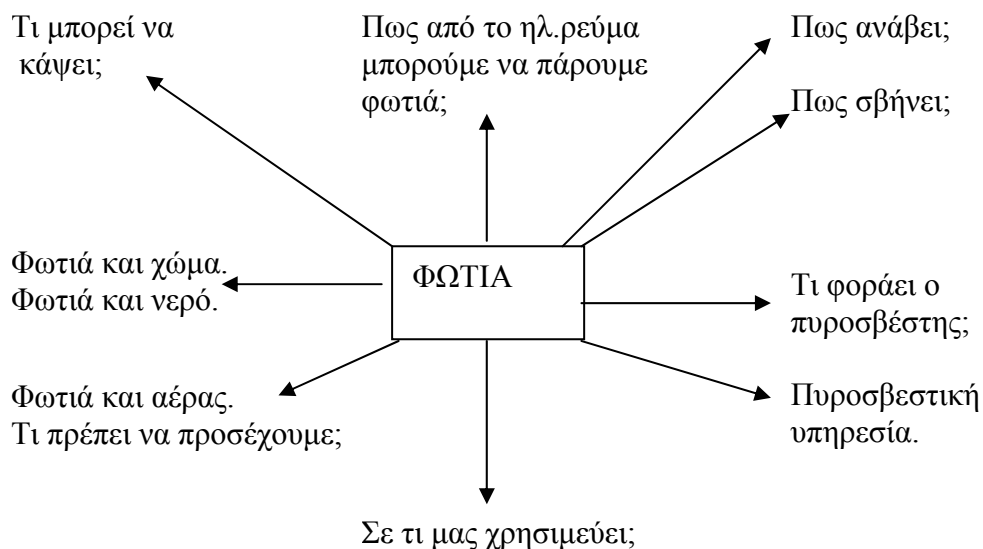 Τι μπορεί να
κάψει;
Πως από το ηλ.ρεύμα
μπορούμε να πάρουμε
φωτιά;
Πως ανάβει;
Πως σβήνει;
Φωτιά και χώμα.
Φωτιά και νερό.
ΦΩΤΙΑ
Τι φοράει ο
πυροσβέστης;
Φωτιά και αέρας.
Τι πρέπει να προσέχουμε;
Πυροσβεστική
υπηρεσία.
Σε τι μας χρησιμεύει;